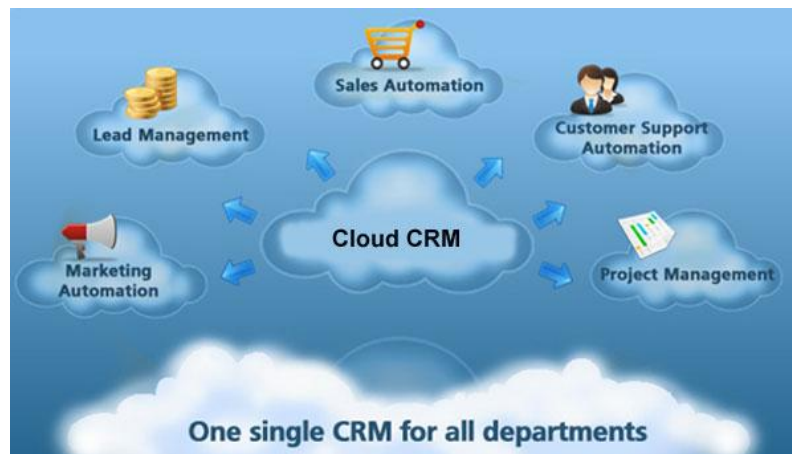 Sales Automation
Lead Management
Customer Support
Automation
Cloud CRM
Marketing
Automation
Project Management
One single CRM for all departments